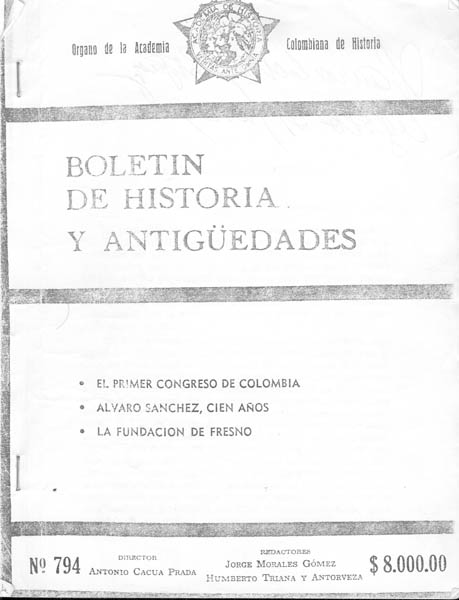 Organo de la Academia Colombiana de Historia
BOLETIN
DE HISTORIA
Y ANTIGÜEDADES
• EL PRIMER CONGRESO DE COLOMBIA
• ALVARO SANCHEZ, CIEN AÑOS
• LA FUNDACION DE FRESNO
Nº 794
DIRECTOR
ANTONIO CACUA PRADA
REDACTORES
JORGE MORALES GÓMEZ
HUMBERTO TRIANA Y ANTORVEZA
$8.000.00